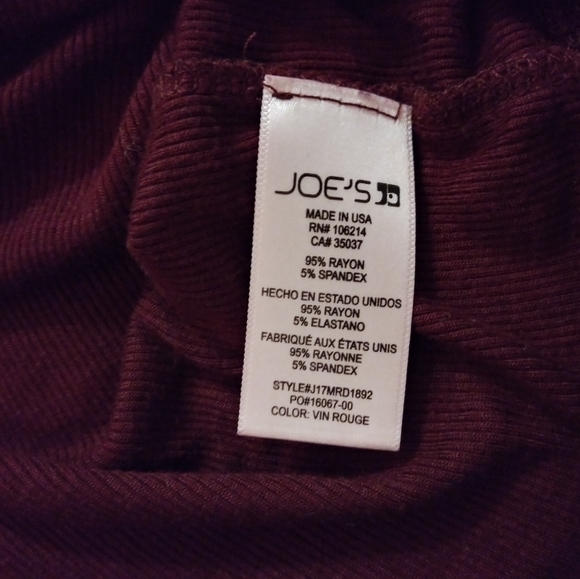 JOE'S
MADE IN USA
RN# 106214
CA# 35037
95% RAYON
5% SPANDEX
HECHO EN ESTADO UNIDOS
95% RAYON
5% ELASTANO
FABRIQUÉ AUX ÉTATS UNIS
95% RAYONNE
5% SPANDEX
STYLE#J17MRD1892
PO#16067-00
COLOR: VIN ROUGE